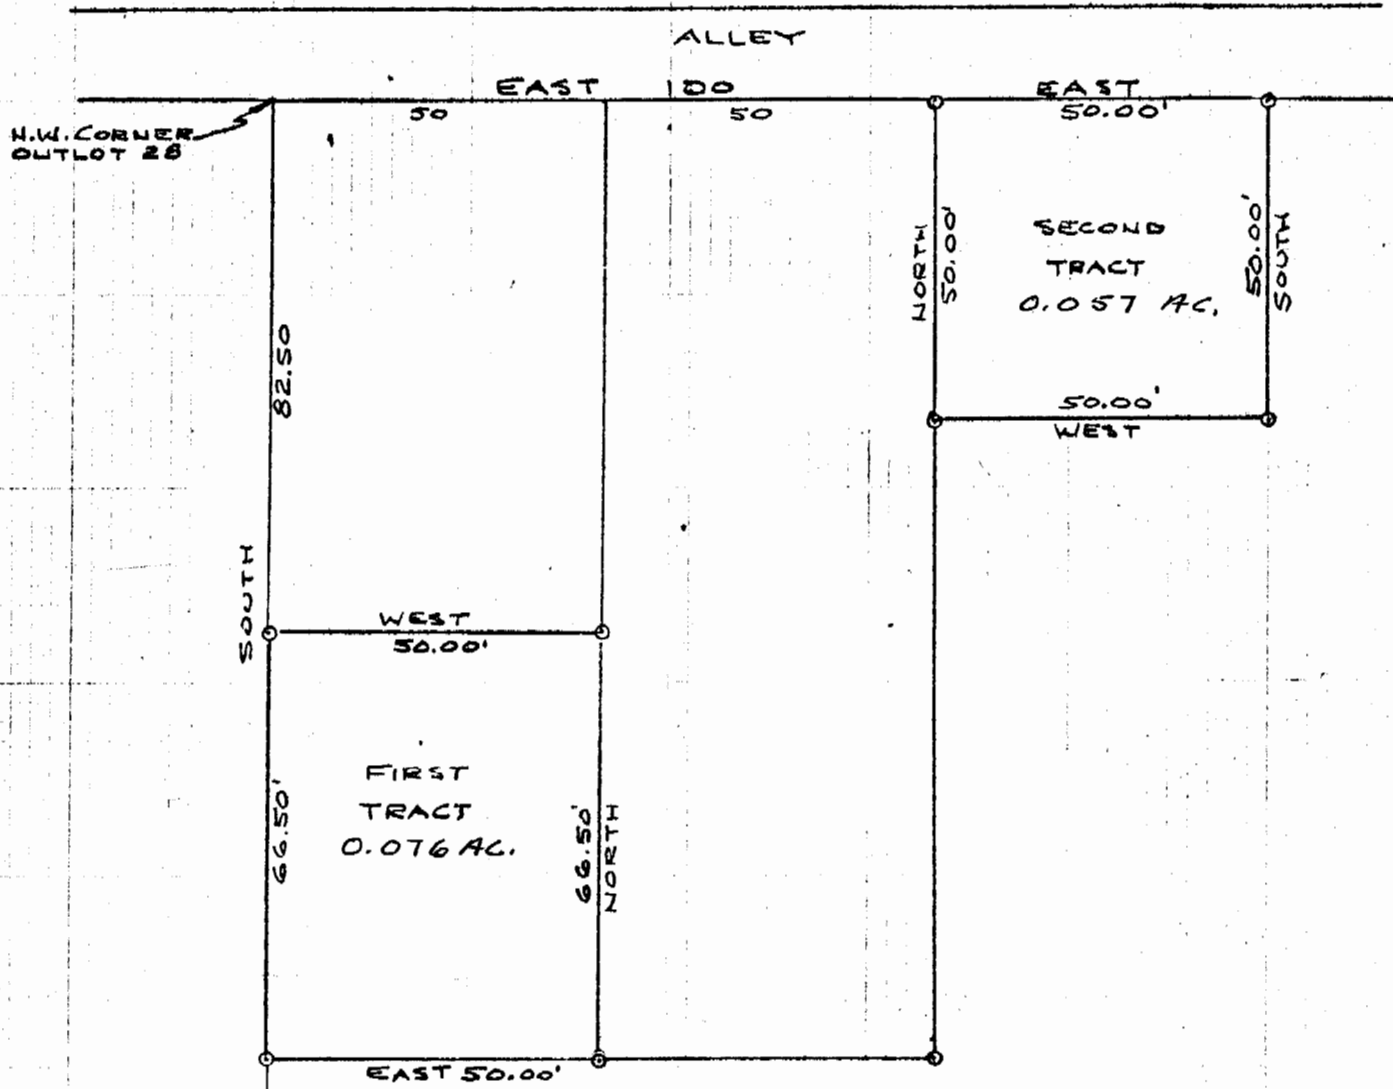 ALLEY
EAST 100
EAST
50
50
50.00'
N.W. CORNER
OUTLOT 28
NORTH
50.00'
SECOND
TRACT
0.057 AC.
50.00'
SOUTH
82.50
50.00'
WEST
SOUTH
WEST
50.00'
FIRST
TRACT
0.076 AC.
66.50'
66.50'
NORTH
EAST 50.00'